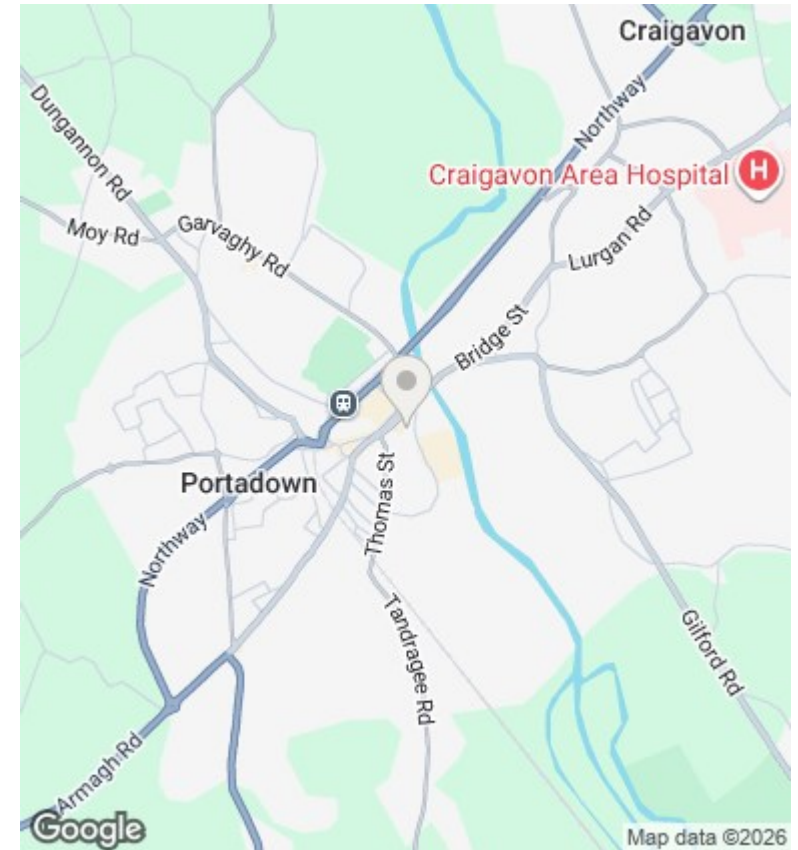 Craigavon
Northway
Dungannon Rd
Craigavon Area Hospital
H
Moy Rd
Garvaghy Rd
Lurgan Rd
Bridge St
Portadown
Thomas St
Northway
Tandragee Rd
Gilford Rd
Armagh Rd
Google
Map data ©2026